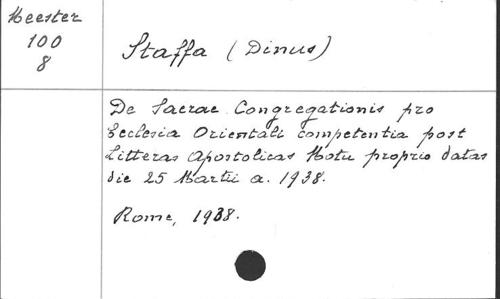 Meester
100
8
Staffa (Dinus)
De Sacrae Congregationis pro
Ecclesia Orientali competentia post
Litteras Apostolicas Motu proprio datas
die 25 Martii a. 1938.
Rome, 1938.